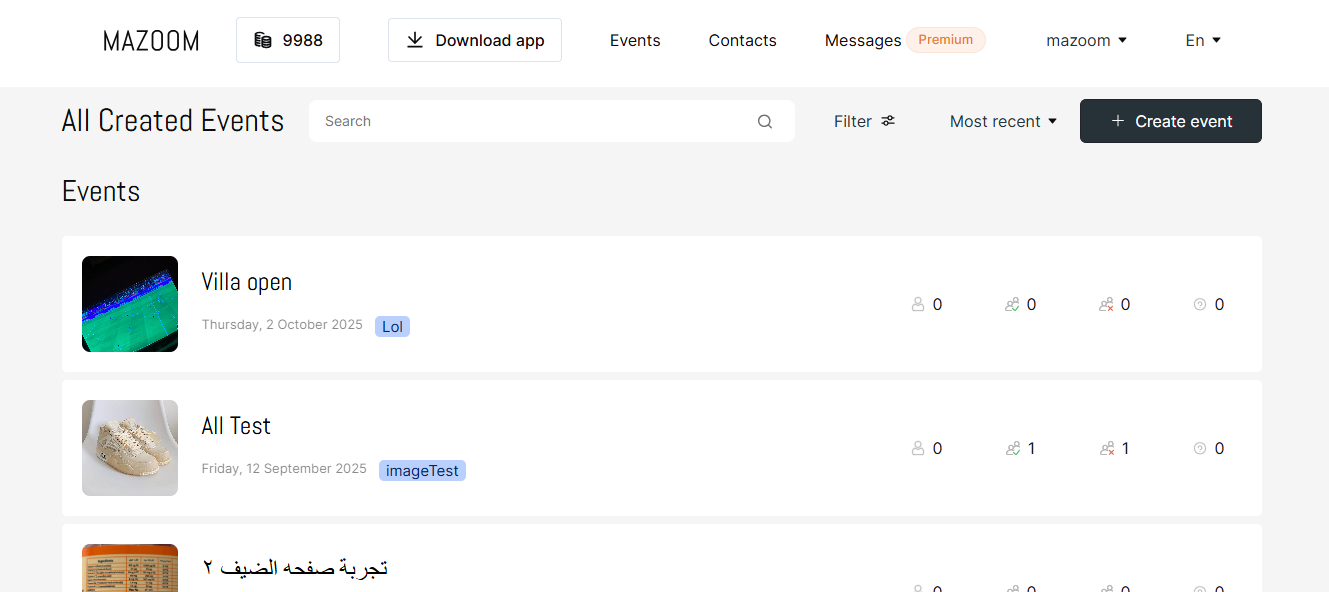 MAZOOM 9988 Download app Events Contacts Messages Premium mazoom En
All Created Events Search Filter Most recent + Create event
Events
Villa open
Thursday, 2 October 2025 Lol
0 0 0 0
All Test
Friday, 12 September 2025 imageTest
0 1 1 0
تجربة صفحه الضيف ٢
0 0 0 0